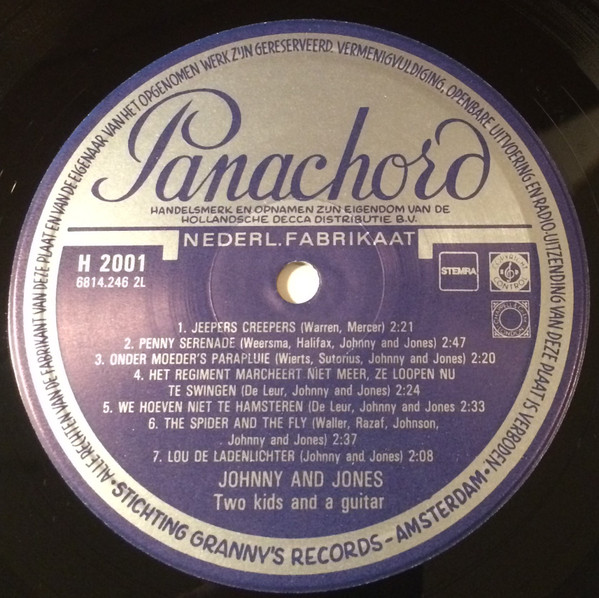 ALLE RECHTEN VAN DE FABRIKANT VAN DEZE PLAAT EN VAN DE EIGENAAR VAN HET OPGENOMEN WERK ZIJN GERESERVEERD. VERMENIGVULDIGING, OPENBARE UITVOERING EN RADIO-UITZENDING VAN DEZE PLAAT IS VERBODEN.
Panachord
HANDELSMERK EN OPNAMEN ZIJN EIGENDOM VAN DE
HOLLANDSCHE DECCA DISTRIBUTIE B.V.
NEDERL. FABRIKAAT
H 2001
6814.246 2L
STEMRA
COPYRIGHT
CONTROL
1. JEEPERS CREEPERS (Warren, Mercer) 2:21
2. PENNY SERENADE (Weersma, Halifax, Johnny and Jones) 2:47
3. ONDER MOEDER'S PARAPLUIE (Wierts, Sutorius, Johnny and Jones) 2:20
4. HET REGIMENT MARCHEERT NIET MEER, ZE LOOPEN NU
TE SWINGEN (De Leur, Johnny and Jones) 2:24
5. WE HOEVEN NIET TE HAMSTEREN (De Leur, Johnny and Jones 2:33
6. THE SPIDER AND THE FLY (Waller, Razaf, Johnson,
Johnny and Jones) 2:37
7. LOU DE LADENLICHTER (Johnny and Jones) 2:08
JOHNNY AND JONES
Two kids and a guitar
• STICHTING GRANNY'S RECORDS – AMSTERDAM •